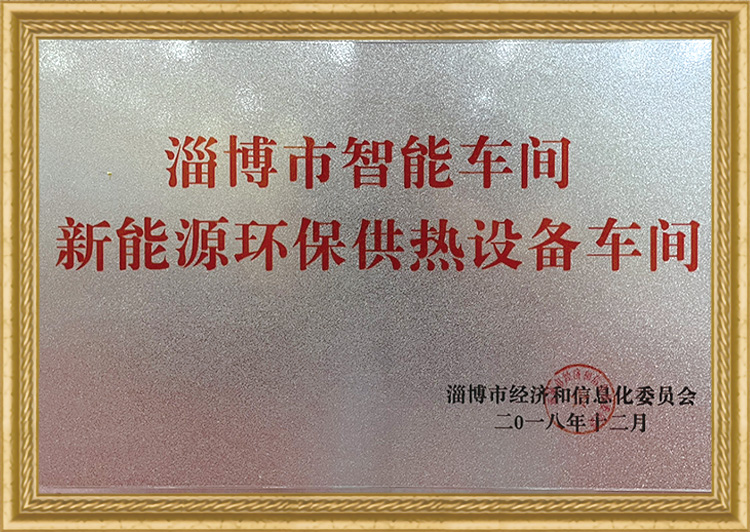 淄博市智能车间
新能源环保供热设备车间
淄博市经济和信息化委员会
二0一八年十二月